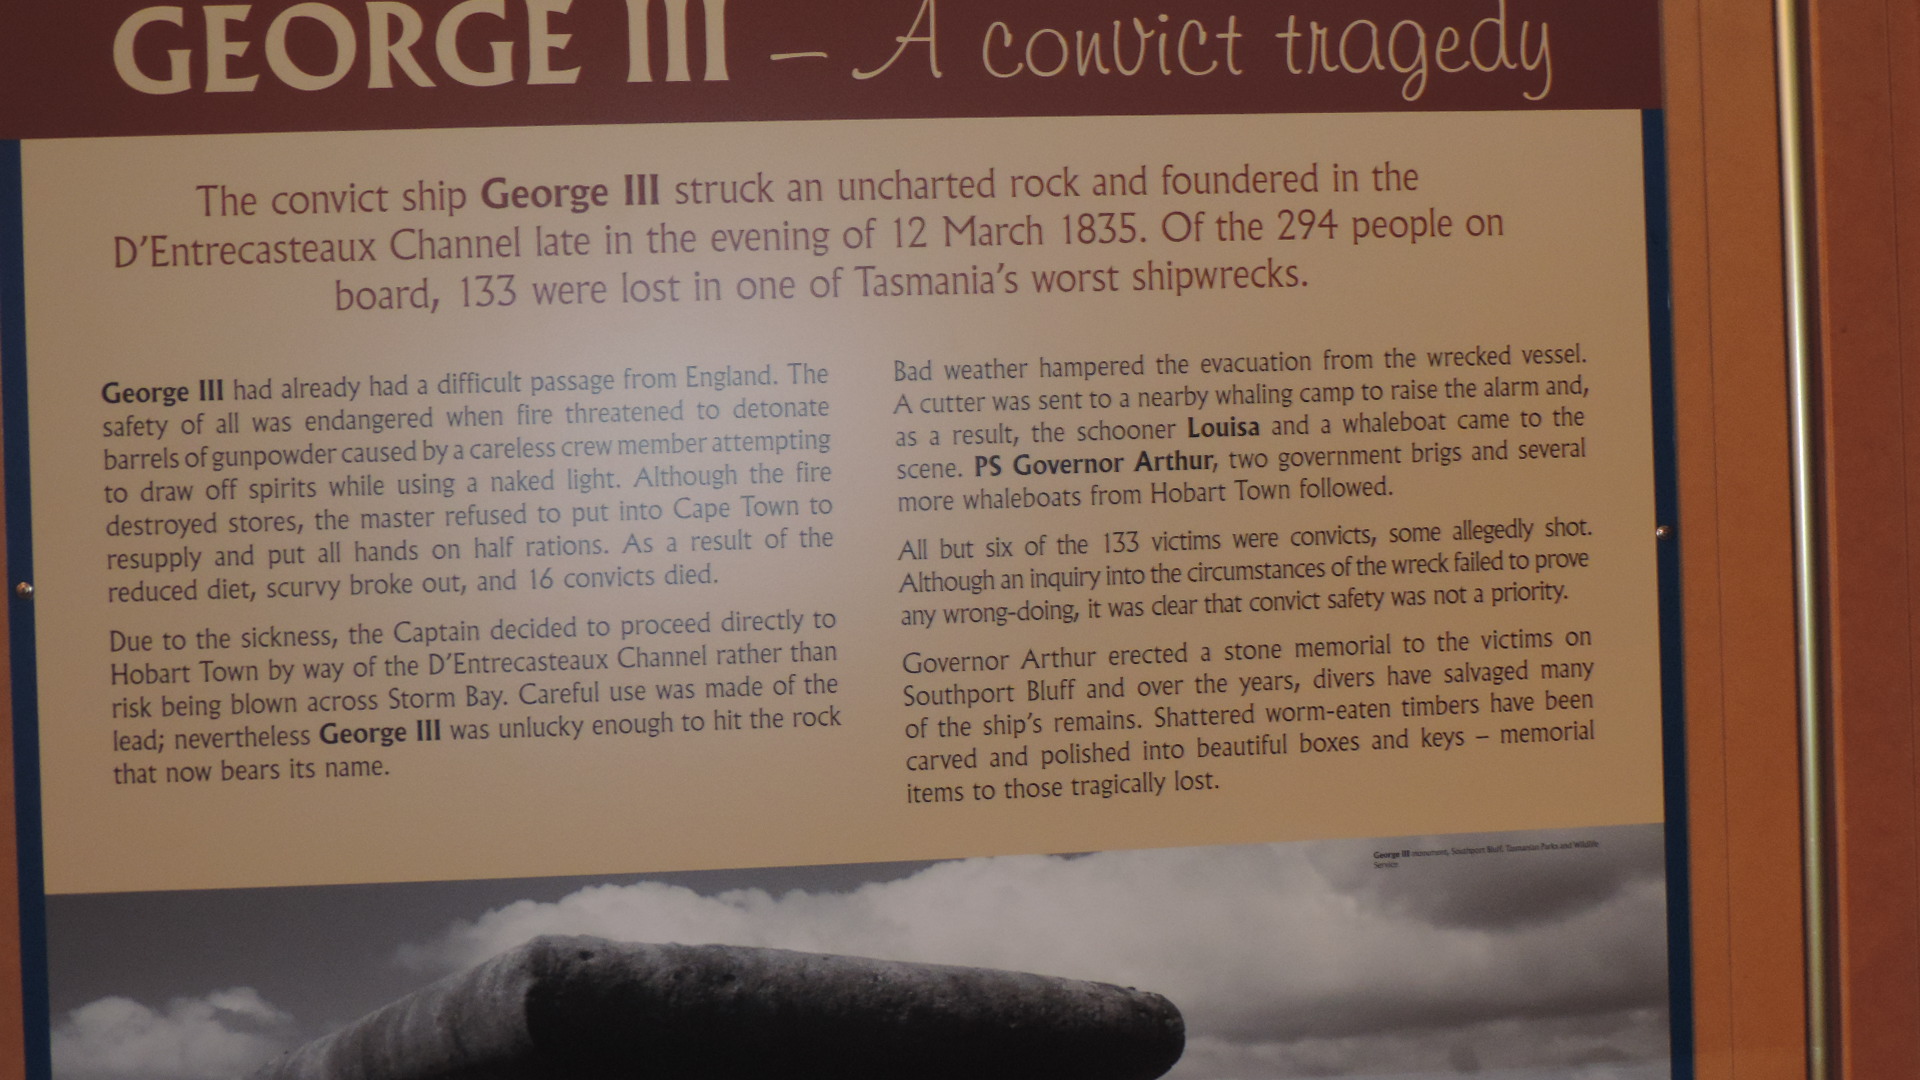 GEORGE III – A convict tragedy
The convict ship George III struck an uncharted rock and foundered in the
D'Entrecasteaux Channel late in the evening of 12 March 1835. Of the 294 people on
board, 133 were lost in one of Tasmania's worst shipwrecks.
George III had already had a difficult passage from England. The
safety of all was endangered when fire threatened to detonate
barrels of gunpowder caused by a careless crew member attempting
to draw off spirits while using a naked light. Although the fire
destroyed stores, the master refused to put into Cape Town to
resupply and put all hands on half rations. As a result of the
reduced diet, scurvy broke out, and 16 convicts died.
Due to the sickness, the Captain decided to proceed directly to
Hobart Town by way of the D'Entrecasteaux Channel rather than
risk being blown across Storm Bay. Careful use was made of the
lead; nevertheless George III was unlucky enough to hit the rock
that now bears its name.
Bad weather hampered the evacuation from the wrecked vessel.
A cutter was sent to a nearby whaling camp to raise the alarm and,
as a result, the schooner Louisa and a whaleboat came to the
scene. PS Governor Arthur, two government brigs and several
more whaleboats from Hobart Town followed.
All but six of the 133 victims were convicts, some allegedly shot.
Although an inquiry into the circumstances of the wreck failed to prove
any wrong-doing, it was clear that convict safety was not a priority.
Governor Arthur erected a stone memorial to the victims on
Southport Bluff and over the years, divers have salvaged many
of the ship's remains. Shattered worm-eaten timbers have been
carved and polished into beautiful boxes and keys – memorial
items to those tragically lost.
George III monument, Southport Bluff. Tasmanian Parks and Wildlife
Service